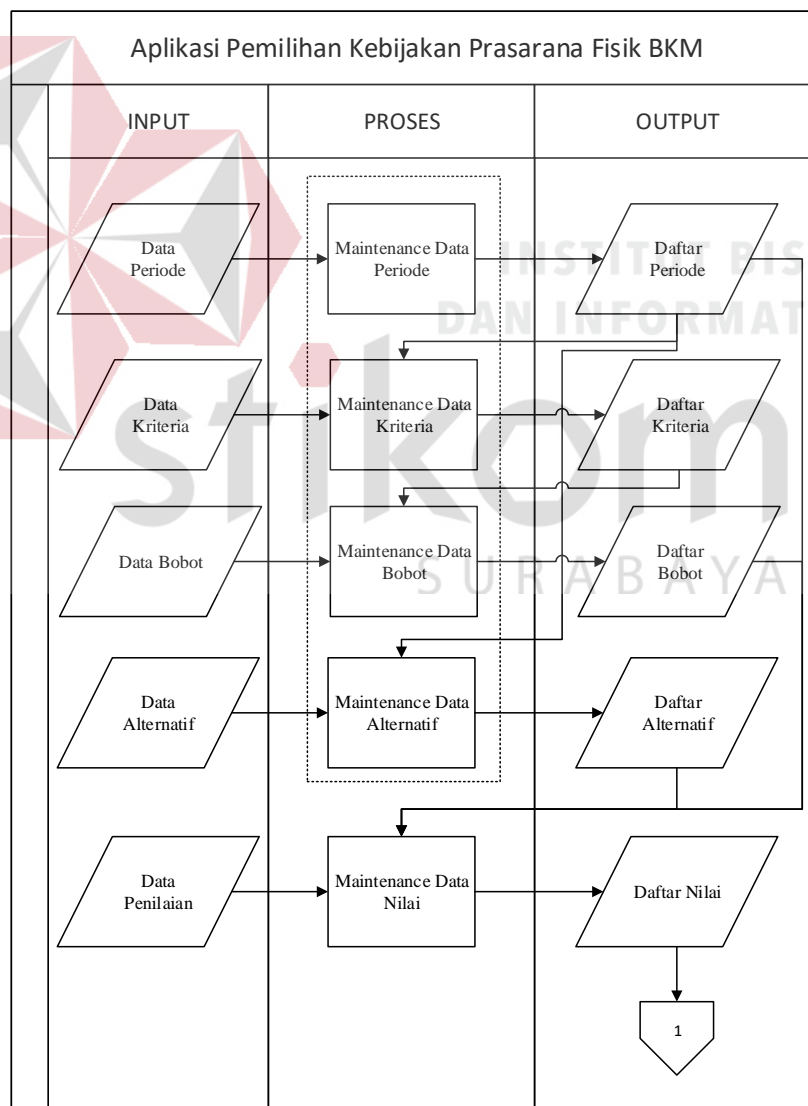 Aplikasi Pemilihan Kebijakan Prasarana Fisik BKM
INPUT
PROSES
OUTPUT
Data
Periode
Maintenance Data
Periode
Daftar
Periode
INSTITUT BIS
DAN INFORMAT
Data
Kriteria
Maintenance Data
Kriteria
Daftar
Kriteria
stikom
Data Bobot
Maintenance Data
Bobot
Daftar
Bobot
SURABAYA
Data
Alternatif
Maintenance Data
Alternatif
Daftar
Alternatif
Data
Penilaian
Maintenance Data
Nilai
Daftar Nilai
1